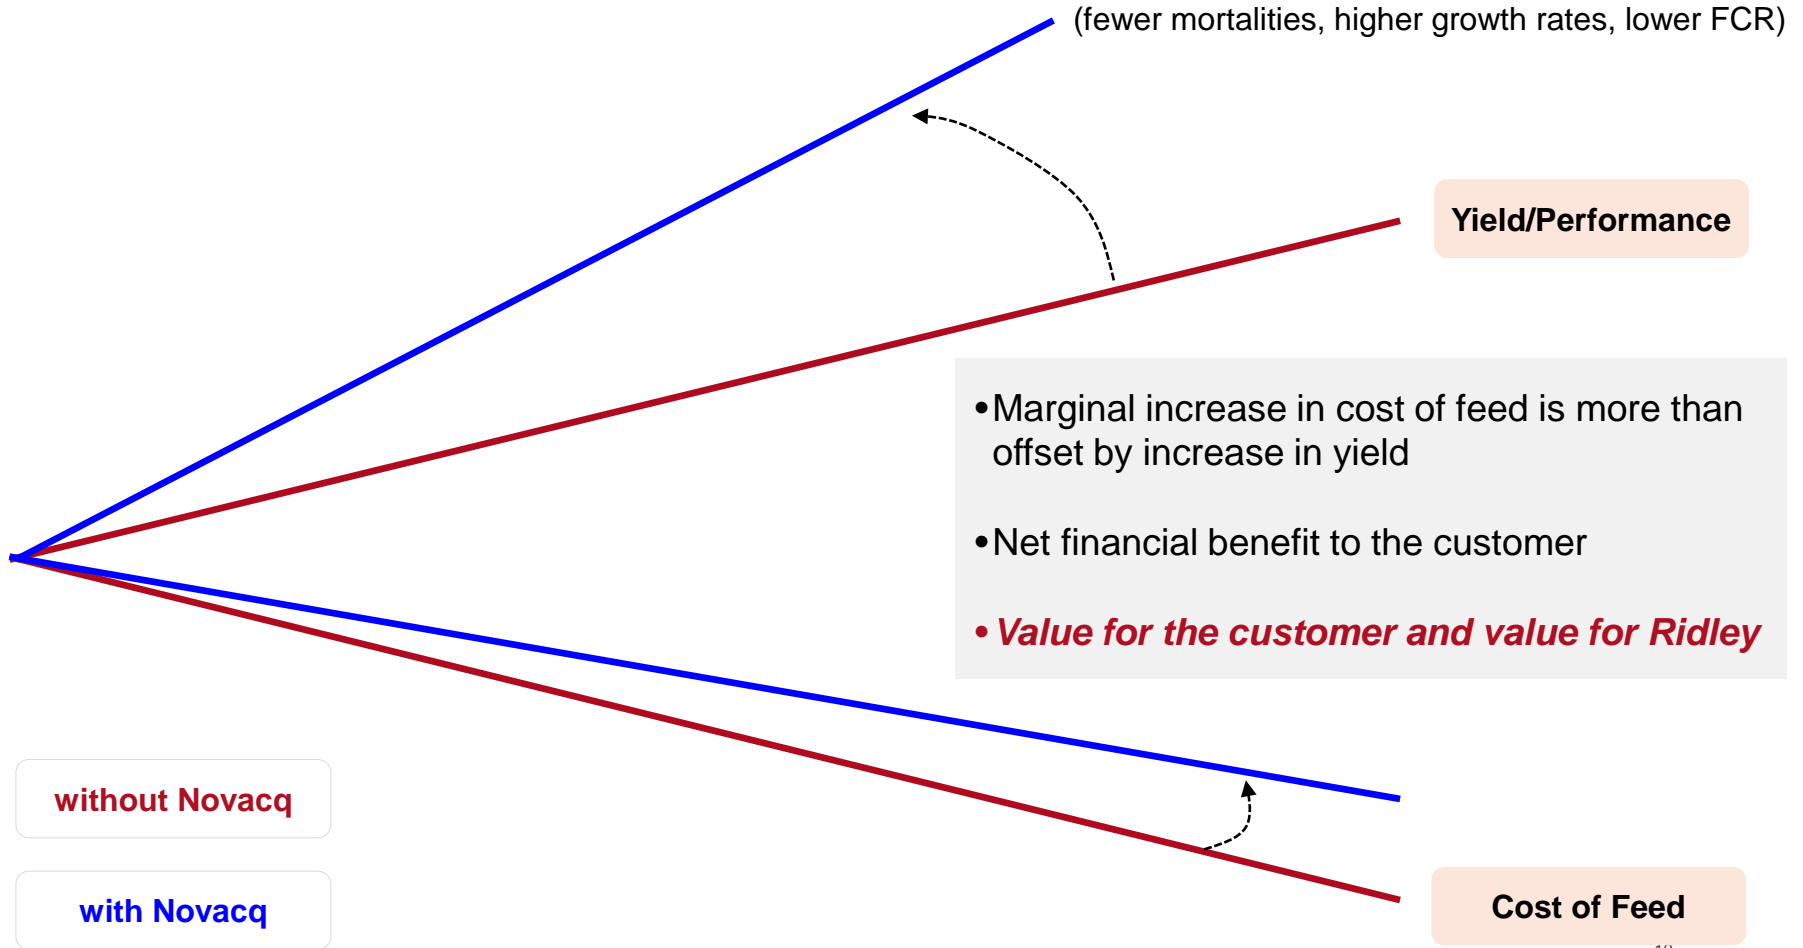 (fewer mortalities, higher growth rates, lower FCR)
Yield/Performance
•Marginal increase in cost of feed is more than
offset by increase in yield
•Net financial benefit to the customer
•Value for the customer and value for Ridley
without Novacq
with Novacq
Cost of Feed